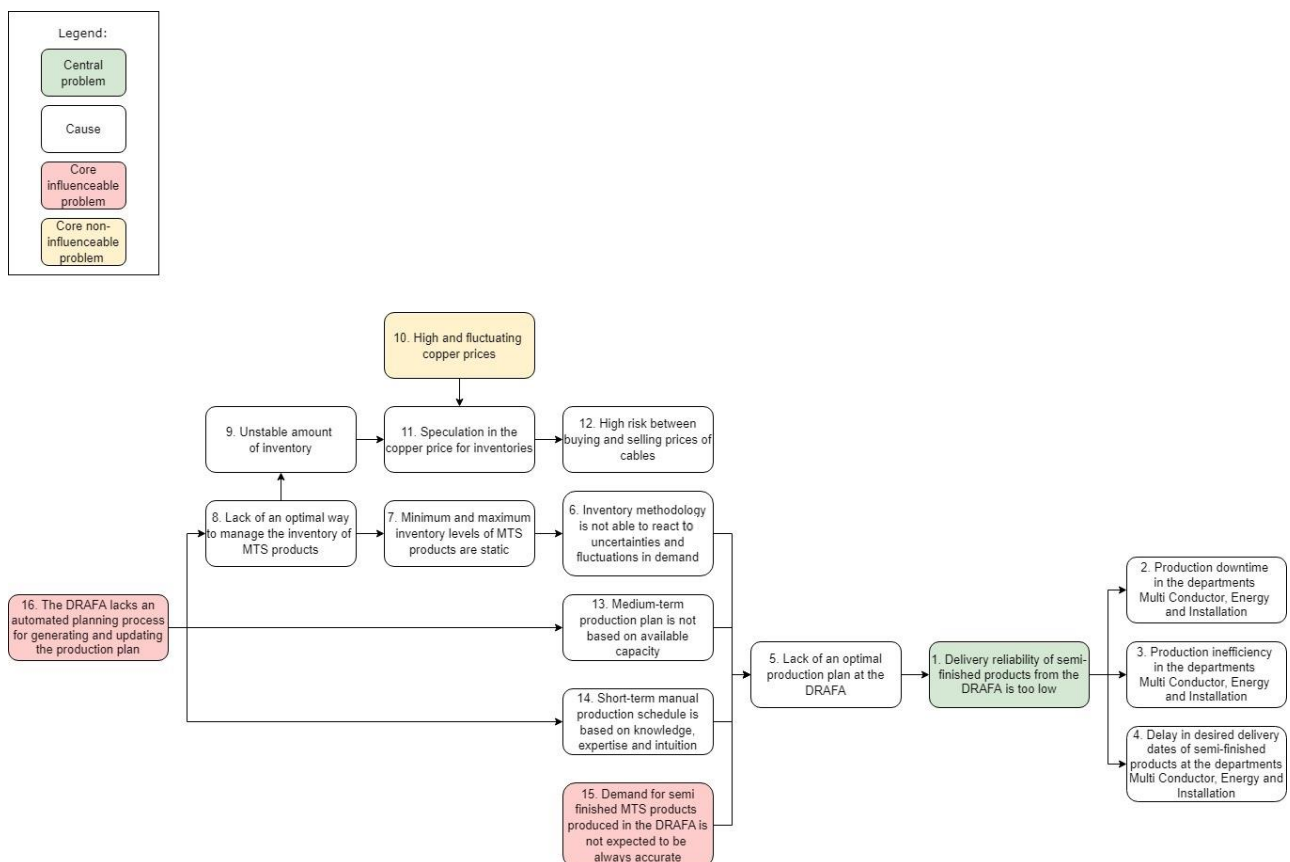 Legend:
Central
problem
Cause
Core
influenceable
problem
Core non-
influenceable
problem
10. High and fluctuating
copper prices
9. Unstable amount
of inventory
11. Speculation in the
copper price for inventories
12. High risk between
buying and selling prices of
cables
8. Lack of an optimal way
to manage the inventory of
MTS products
7. Minimum and maximum
inventory levels of MTS
products are static
6. Inventory methodology
is not able to react to
uncertainties and
fluctuations in demand
16. The DRAFA lacks an
automated planning process
for generating and updating
the production plan
13. Medium-term
production plan is not
based on available
capacity
14. Short-term manual
production schedule is
based on knowledge,
expertise and intuition
15. Demand for semi
finished MTS products
produced in the DRAFA is
not expected to be
always accurate
5. Lack of an optimal
production plan at the
DRAFA
1. Delivery reliability of semi-
finished products from the
DRAFA is too low
2. Production downtime
in the departments
Multi Conductor, Energy
and Installation
3. Production inefficiency
in the departments
Multi Conductor, Energy
and Installation
4. Delay in desired delivery
dates of semi-finished
products at the departments
Multi Conductor, Energy and
Installation